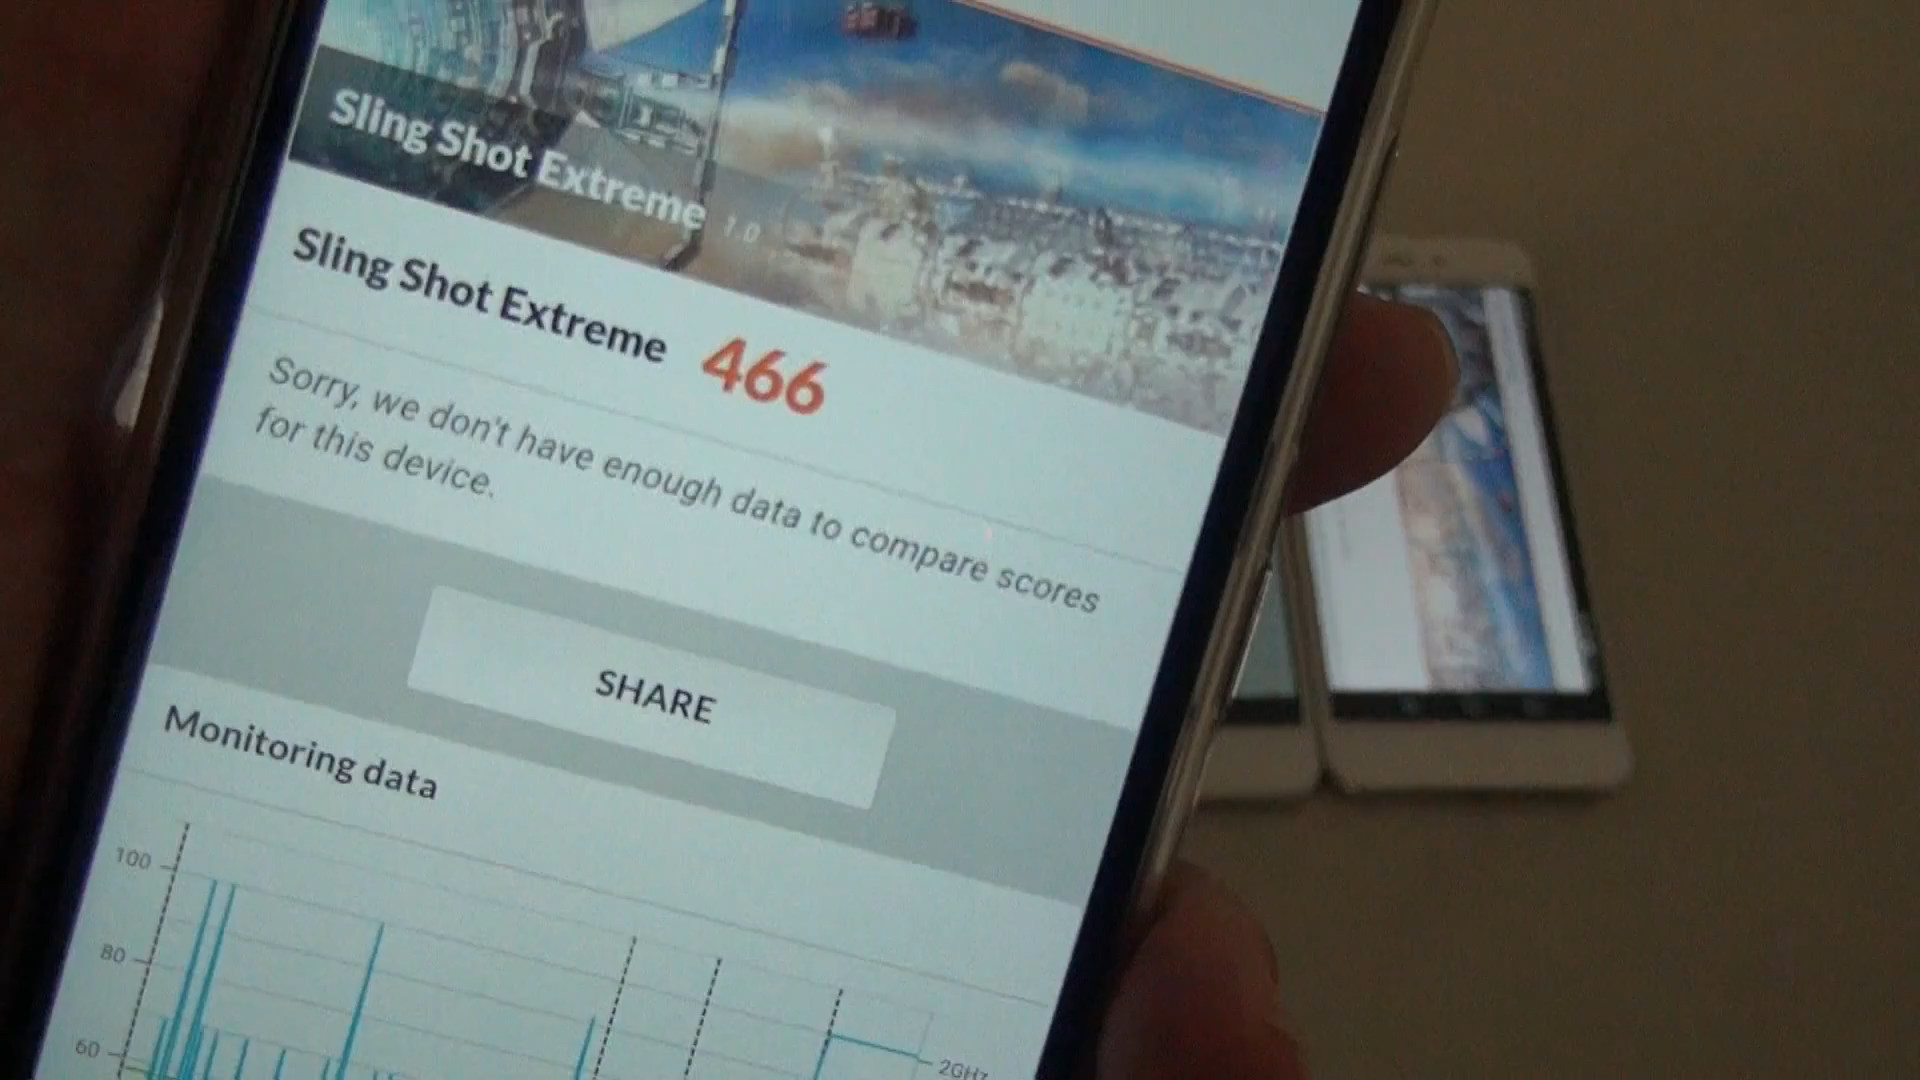 Sling Shot Extreme 1.0
Sling Shot Extreme 466
Sorry, we don't have enough data to compare scores
for this device.
SHARE
Monitoring data
100
80
60
2GHz